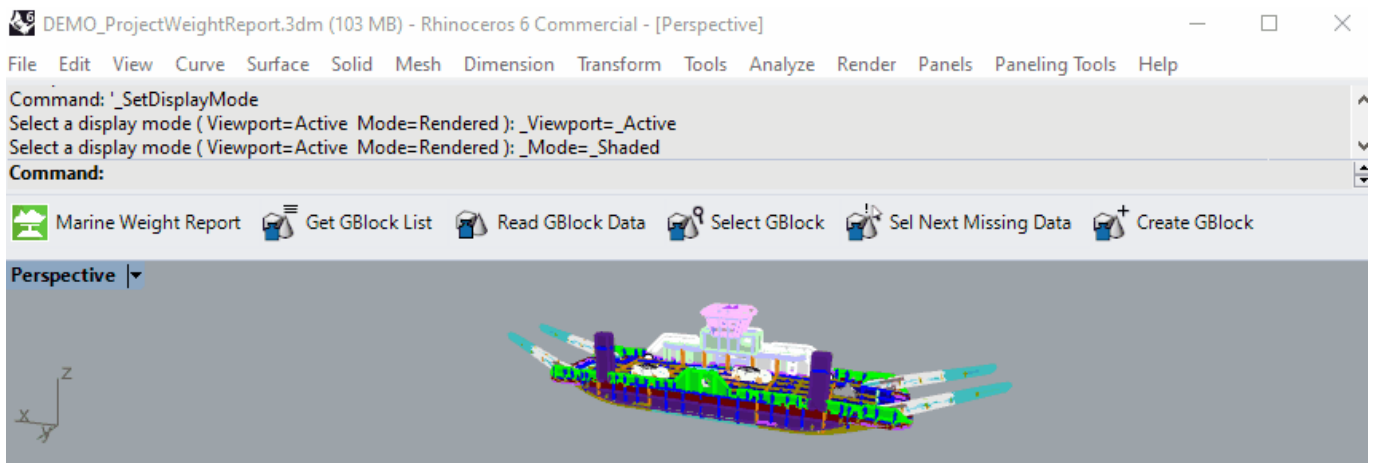 DEMO_ProjectWeightReport.3dm (103 MB) - Rhinoceros 6 Commercial - [Perspective]
File Edit View Curve Surface Solid Mesh Dimension Transform Tools Analyze Render Panels Paneling Tools Help
Command: '_SetDisplayMode
Select a display mode ( Viewport=Active Mode=Rendered ): _Viewport=_Active
Select a display mode ( Viewport=Active Mode=Rendered ): _Mode=_Shaded
Command:
Marine Weight Report Get GBlock List Read GBlock Data Select GBlock Sel Next Missing Data Create GBlock
Perspective
z
x
y